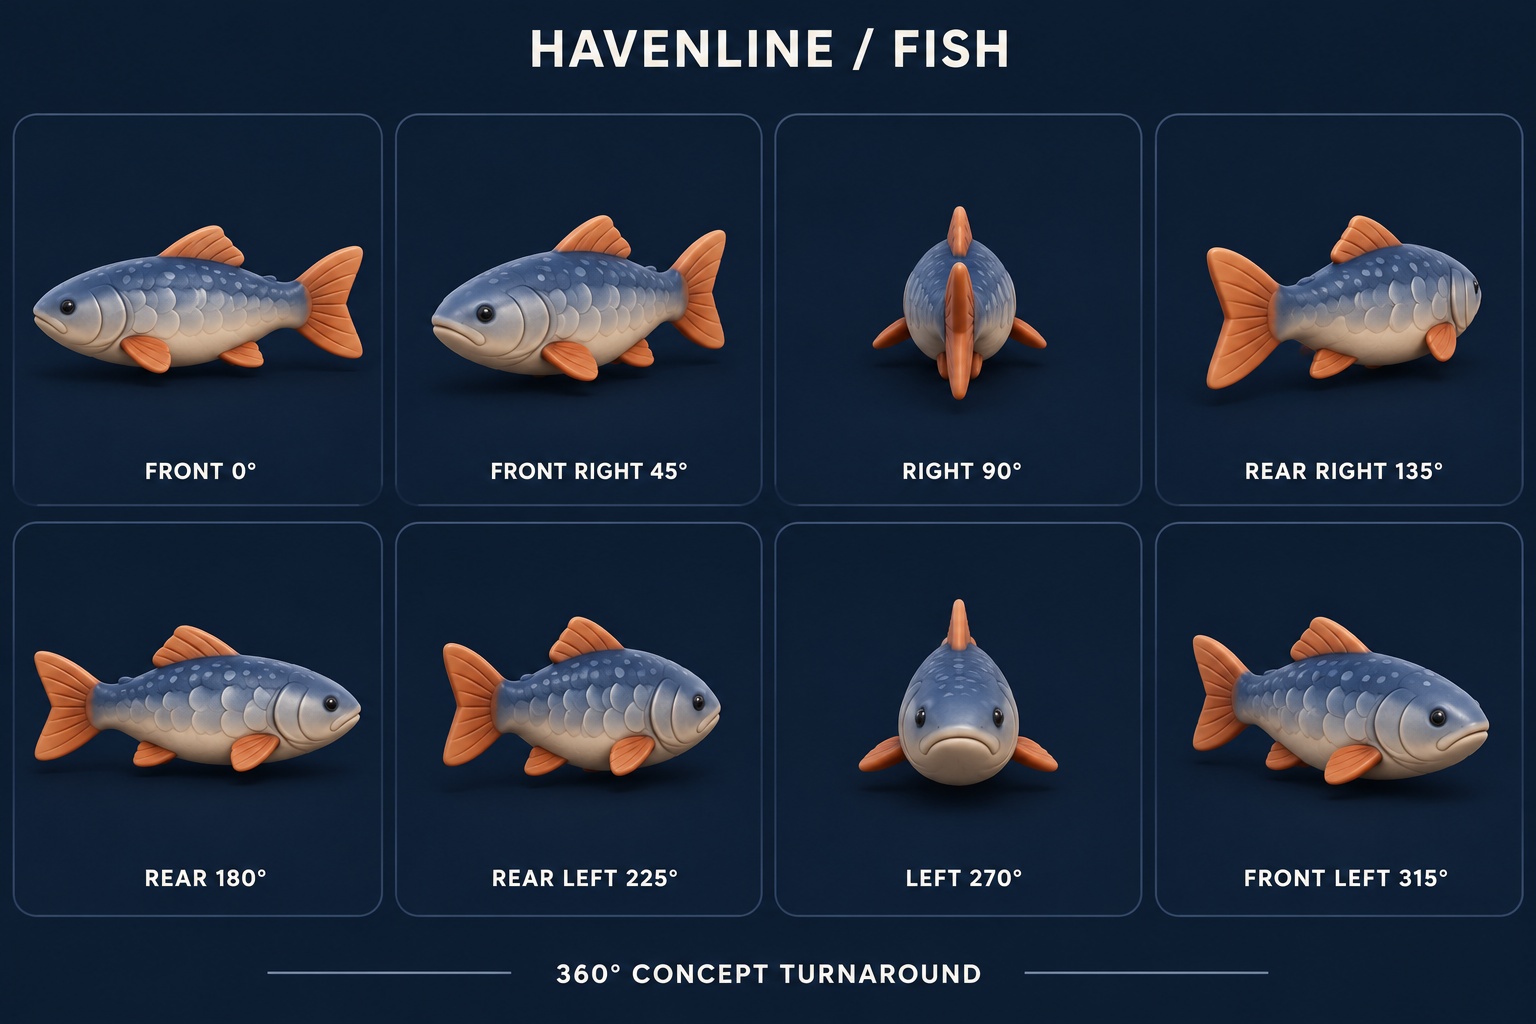 HAVENLINE / FISH
FRONT 0°
FRONT RIGHT 45°
RIGHT 90°
REAR RIGHT 135°
REAR 180°
REAR LEFT 225°
LEFT 270°
FRONT LEFT 315°
360° CONCEPT TURNAROUND